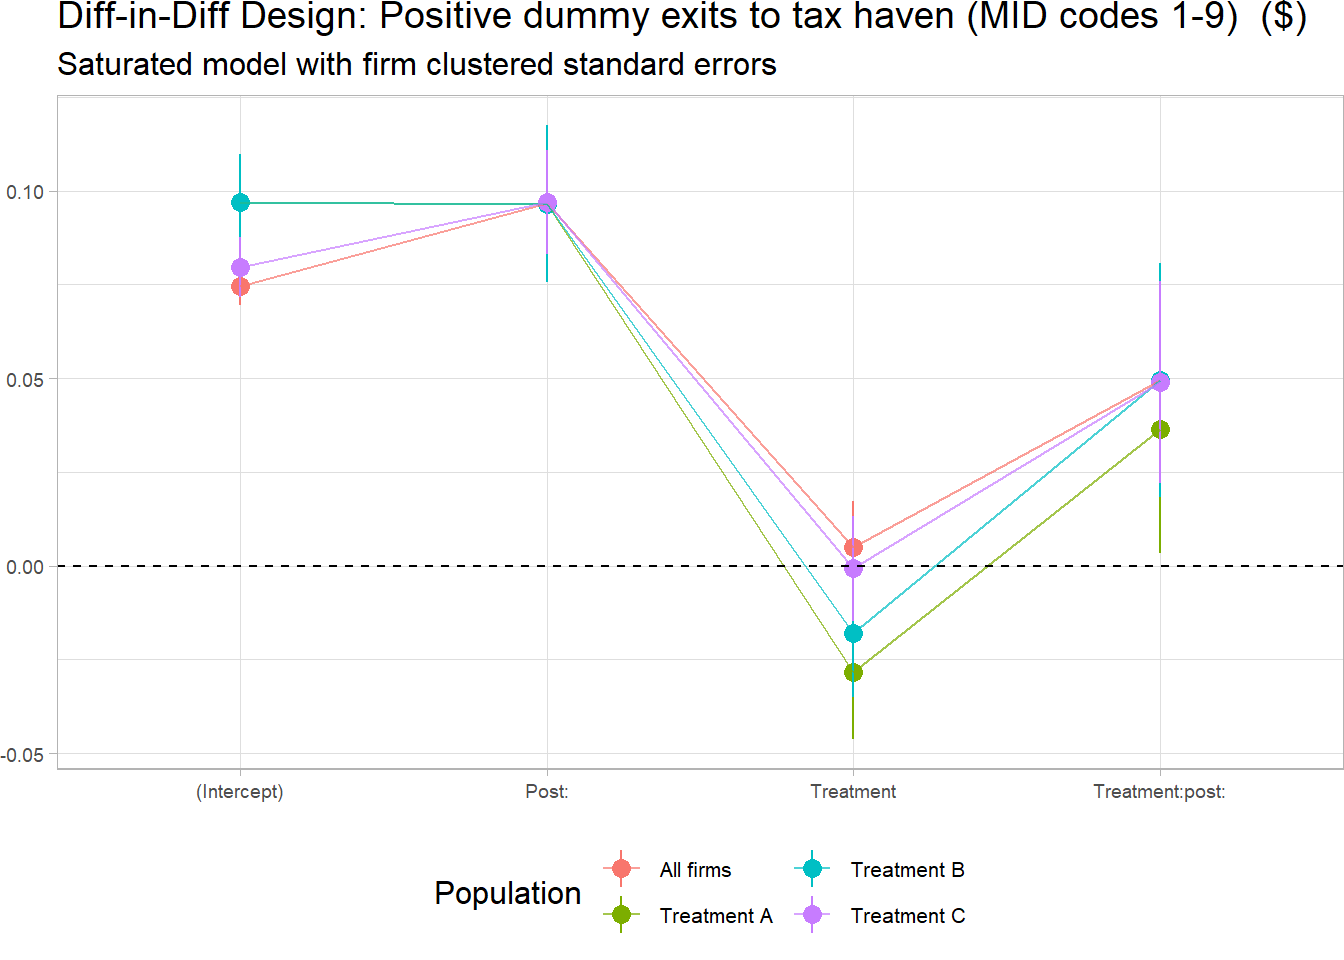 Diff-in-Diff Design: Positive dummy exits to tax haven (MID codes 1-9)  ($)
Saturated model with firm clustered standard errors
0.10
0.05
0.00
-0.05
(Intercept)
Post:
Treatment
Treatment:post:
Population
All firms
Treatment B
Treatment A
Treatment C